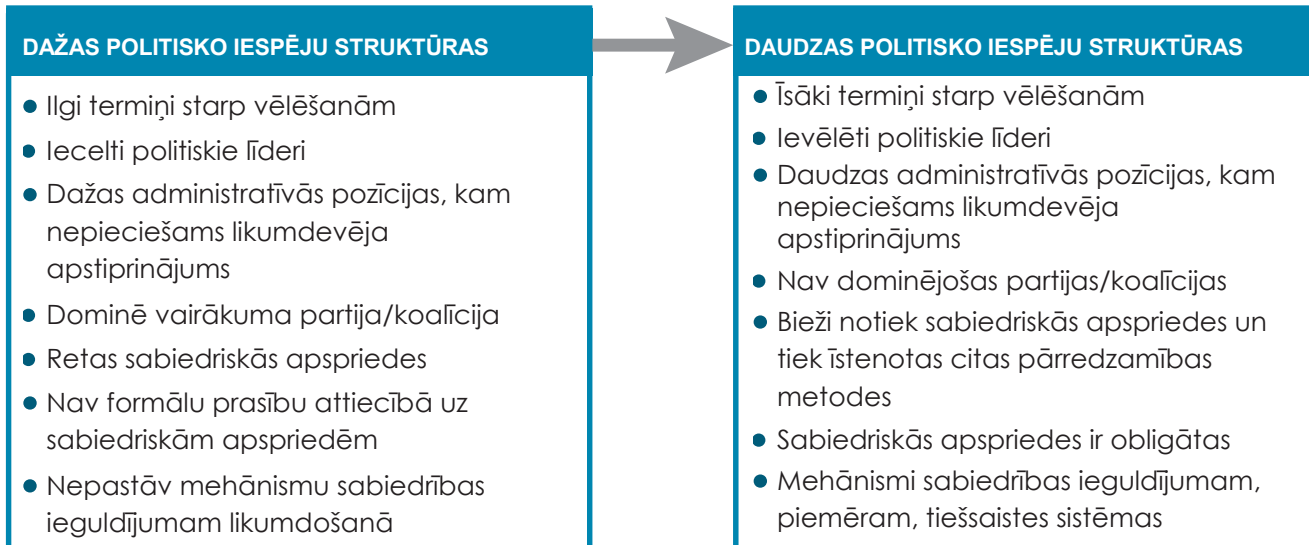 DAŽAS POLITISKO IESPĒJU STRUKTŪRAS
● Ilgi termiņi starp vēlēšanām
● Iecelti politiskie līderi
● Dažas administratīvās pozīcijas, kam
nepieciešams likumdevēja
apstiprinājums
● Dominē vairākuma partija/koalīcija
● Retas sabiedriskās apspriedes
● Nav formālu prasību attiecībā uz
sabiedriskām apspriedēm
● Nepastāv mehānismu sabiedrības
ieguldījumam likumdošanā
DAUDZAS POLITISKO IESPĒJU STRUKTŪRAS
● Īsāki termiņi starp vēlēšanām
● Ievēlēti politiskie līderi
● Daudzas administratīvās pozīcijas, kam
nepieciešams likumdevēja
apstiprinājums
● Nav dominējošas partijas/koalīcijas
● Bieži notiek sabiedriskās apspriedes un
tiek īstenotas citas pārredzamības
metodes
● Sabiedriskās apspriedes ir obligātas
● Mehānismi sabiedrības ieguldījumam,
piemēram, tiešsaistes sistēmas